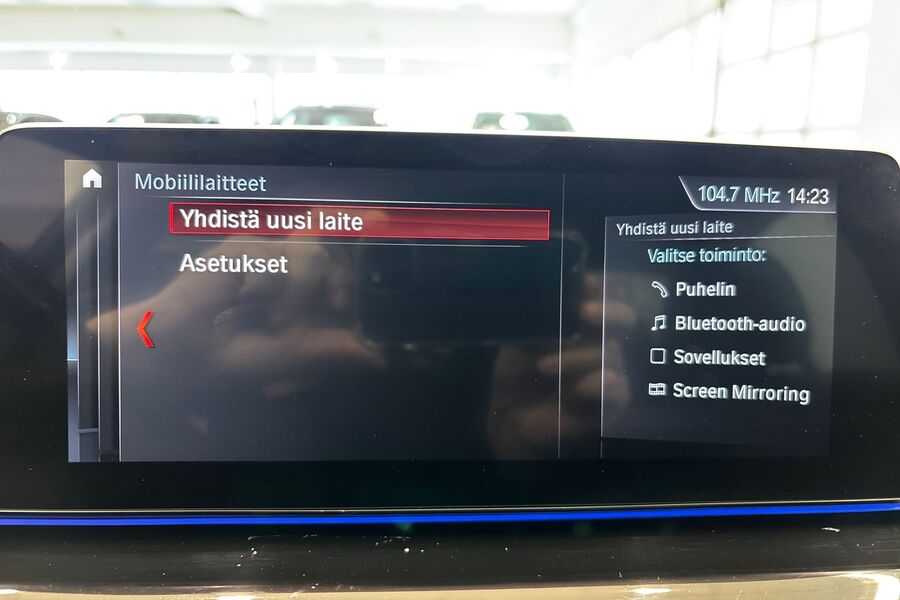 Mobiililaitteet
Yhdistä uusi laite
Asetukset
104.7 MHz 14:23
Yhdistä uusi laite
Valitse toiminto:
Puhelin
Bluetooth-audio
Sovellukset
Screen Mirroring